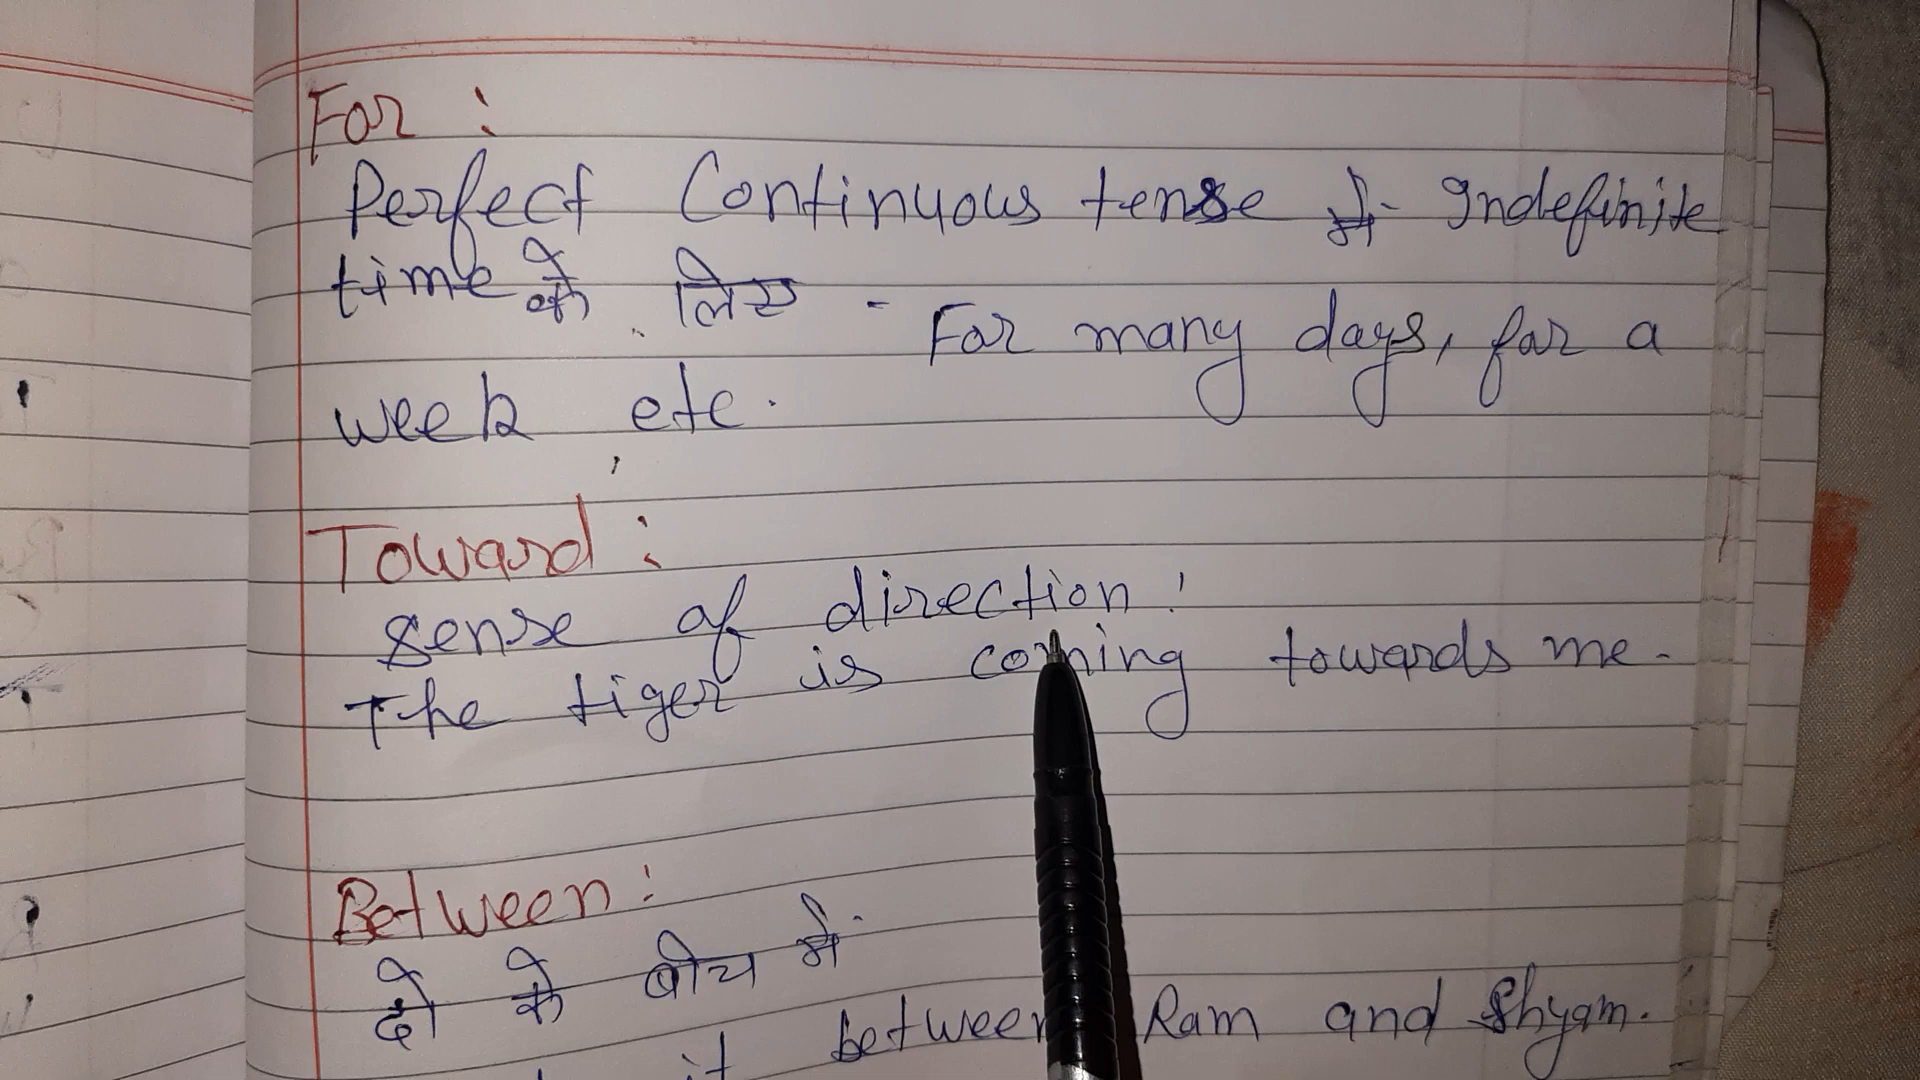 For :
Perfect Continuous tense में Indefinite
time के लिए - For many days, for a
week etc.
Toward :
sense of direction!
The tiger is coming towards me.
Between :
दो के बीच में.
it between Ram and Shyam.